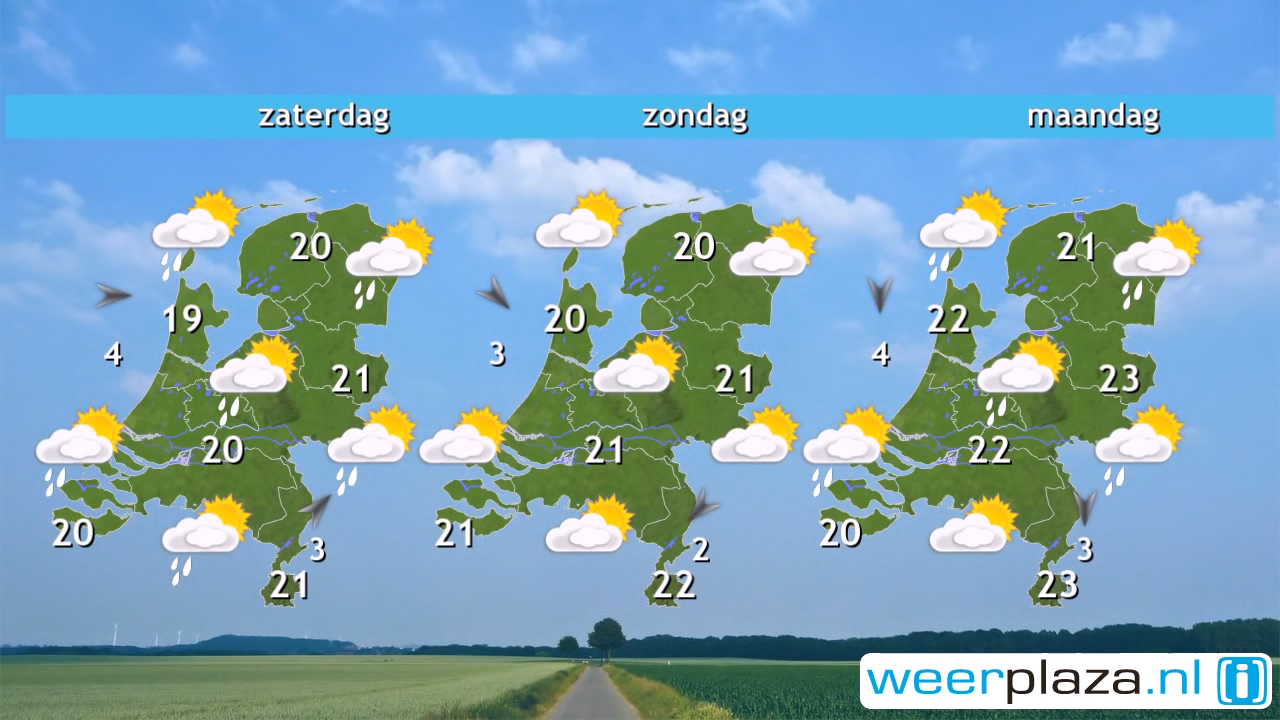 zaterdag zondag maandag
20 20 21
19 20 22
4 3 4
21 21 23
20 21 22
20 21 20
3 2 3
21 22 23
weerplaza.nl i